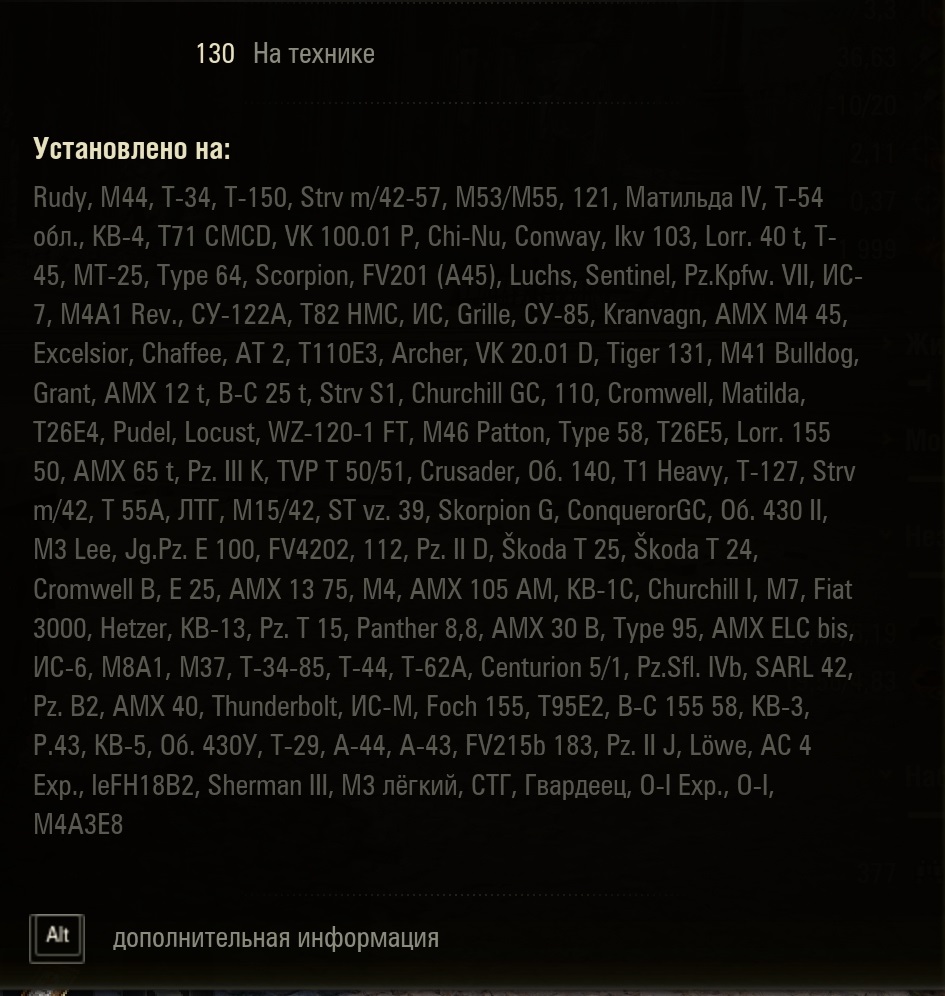 130 На технике
Установлено на:
Rudy, M44, Т-34, Т-150, Strv m/42-57, M53/M55, 121, Матильда IV, Т-54
обл., КВ-4, T71 CMCD, VK 100.01 P, Chi-Nu, Conway, Ikv 103, Lorr. 40 t, Т-
45, МТ-25, Type 64, Scorpion, FV201 (A45), Luchs, Sentinel, Pz.Kpfw. VII, ИС-
7, M4A1 Rev., СУ-122А, T82 HMC, ИС, Grille, СУ-85, Kranvagn, AMX M4 45,
Excelsior, Chaffee, AT 2, T110E3, Archer, VK 20.01 D, Tiger 131, M41 Bulldog,
Grant, AMX 12 t, B-C 25 t, Strv S1, Churchill GC, 110, Cromwell, Matilda,
T26E4, Pudel, Locust, WZ-120-1 FT, M46 Patton, Type 58, T26E5, Lorr. 155
50, AMX 65 t, Pz. III K, TVP T 50/51, Crusader, Об. 140, T1 Heavy, Т-127, Strv
m/42, T 55A, ЛТГ, M15/42, ST vz. 39, Skorpion G, ConquerorGC, Об. 430 II,
M3 Lee, Jg.Pz. E 100, FV4202, 112, Pz. II D, Škoda T 25, Škoda T 24,
Cromwell B, E 25, AMX 13 75, M4, AMX 105 AM, КВ-1С, Churchill I, M7, Fiat
3000, Hetzer, КВ-13, Pz. T 15, Panther 8,8, AMX 30 B, Type 95, AMX ELC bis,
ИС-6, M8A1, M37, Т-34-85, Т-44, Т-62А, Centurion 5/1, Pz.Sfl. IVb, SARL 42,
Pz. B2, AMX 40, Thunderbolt, ИС-М, Foch 155, T95E2, B-C 155 58, КВ-3,
P.43, КВ-5, Об. 430У, Т-29, А-44, А-43, FV215b 183, Pz. II J, Löwe, AC 4
Exp., leFH18B2, Sherman III, М3 лёгкий, СТГ, Гвардеец, O-I Exp., O-I,
M4A3E8
Alt дополнительная информация